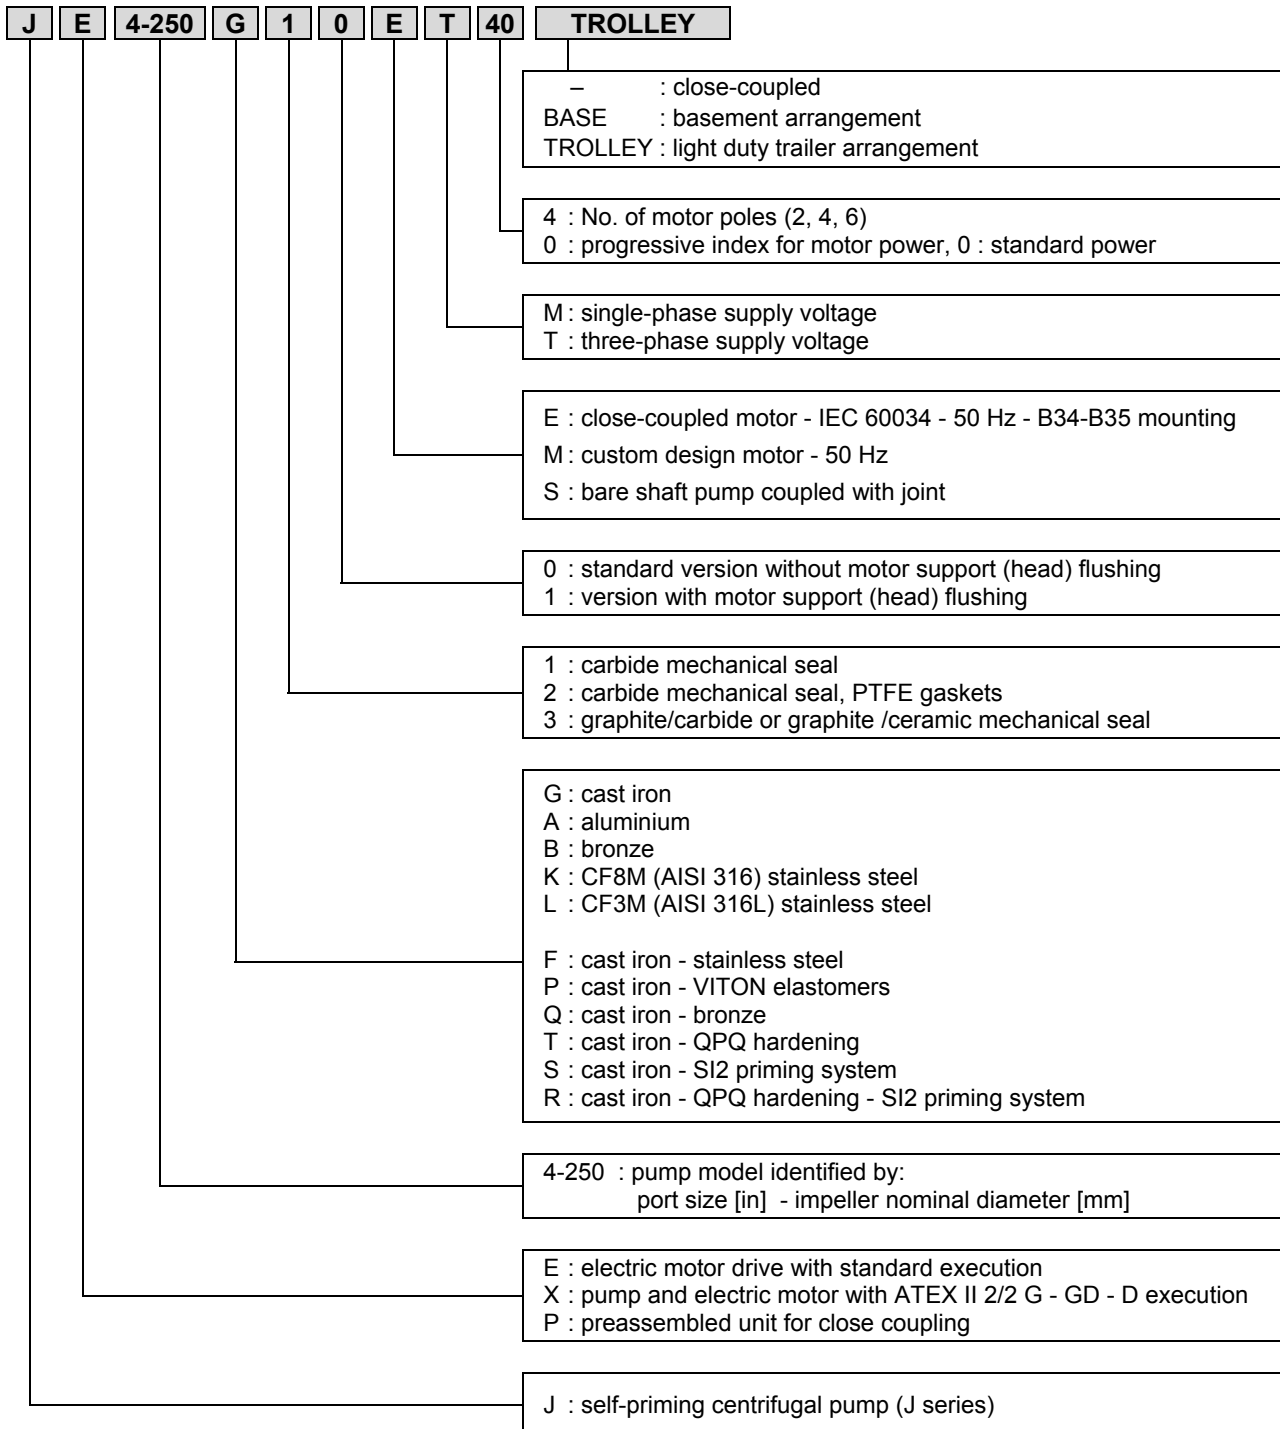 J E 4-250 G 1 0 E T 40 TROLLEY
– : close-coupled
BASE : basement arrangement
TROLLEY : light duty trailer arrangement
4 : No. of motor poles (2, 4, 6)
0 : progressive index for motor power, 0 : standard power
M : single-phase supply voltage
T : three-phase supply voltage
E : close-coupled motor - IEC 60034 - 50 Hz - B34-B35 mounting
M : custom design motor - 50 Hz
S : bare shaft pump coupled with joint
0 : standard version without motor support (head) flushing
1 : version with motor support (head) flushing
1 : carbide mechanical seal
2 : carbide mechanical seal, PTFE gaskets
3 : graphite/carbide or graphite /ceramic mechanical seal
G : cast iron
A : aluminium
B : bronze
K : CF8M (AISI 316) stainless steel
L : CF3M (AISI 316L) stainless steel
F : cast iron - stainless steel
P : cast iron - VITON elastomers
Q : cast iron - bronze
T : cast iron - QPQ hardening
S : cast iron - SI2 priming system
R : cast iron - QPQ hardening - SI2 priming system
4-250 : pump model identified by:
port size [in] - impeller nominal diameter [mm]
E : electric motor drive with standard execution
X : pump and electric motor with ATEX II 2/2 G - GD - D execution
P : preassembled unit for close coupling
J : self-priming centrifugal pump (J series)